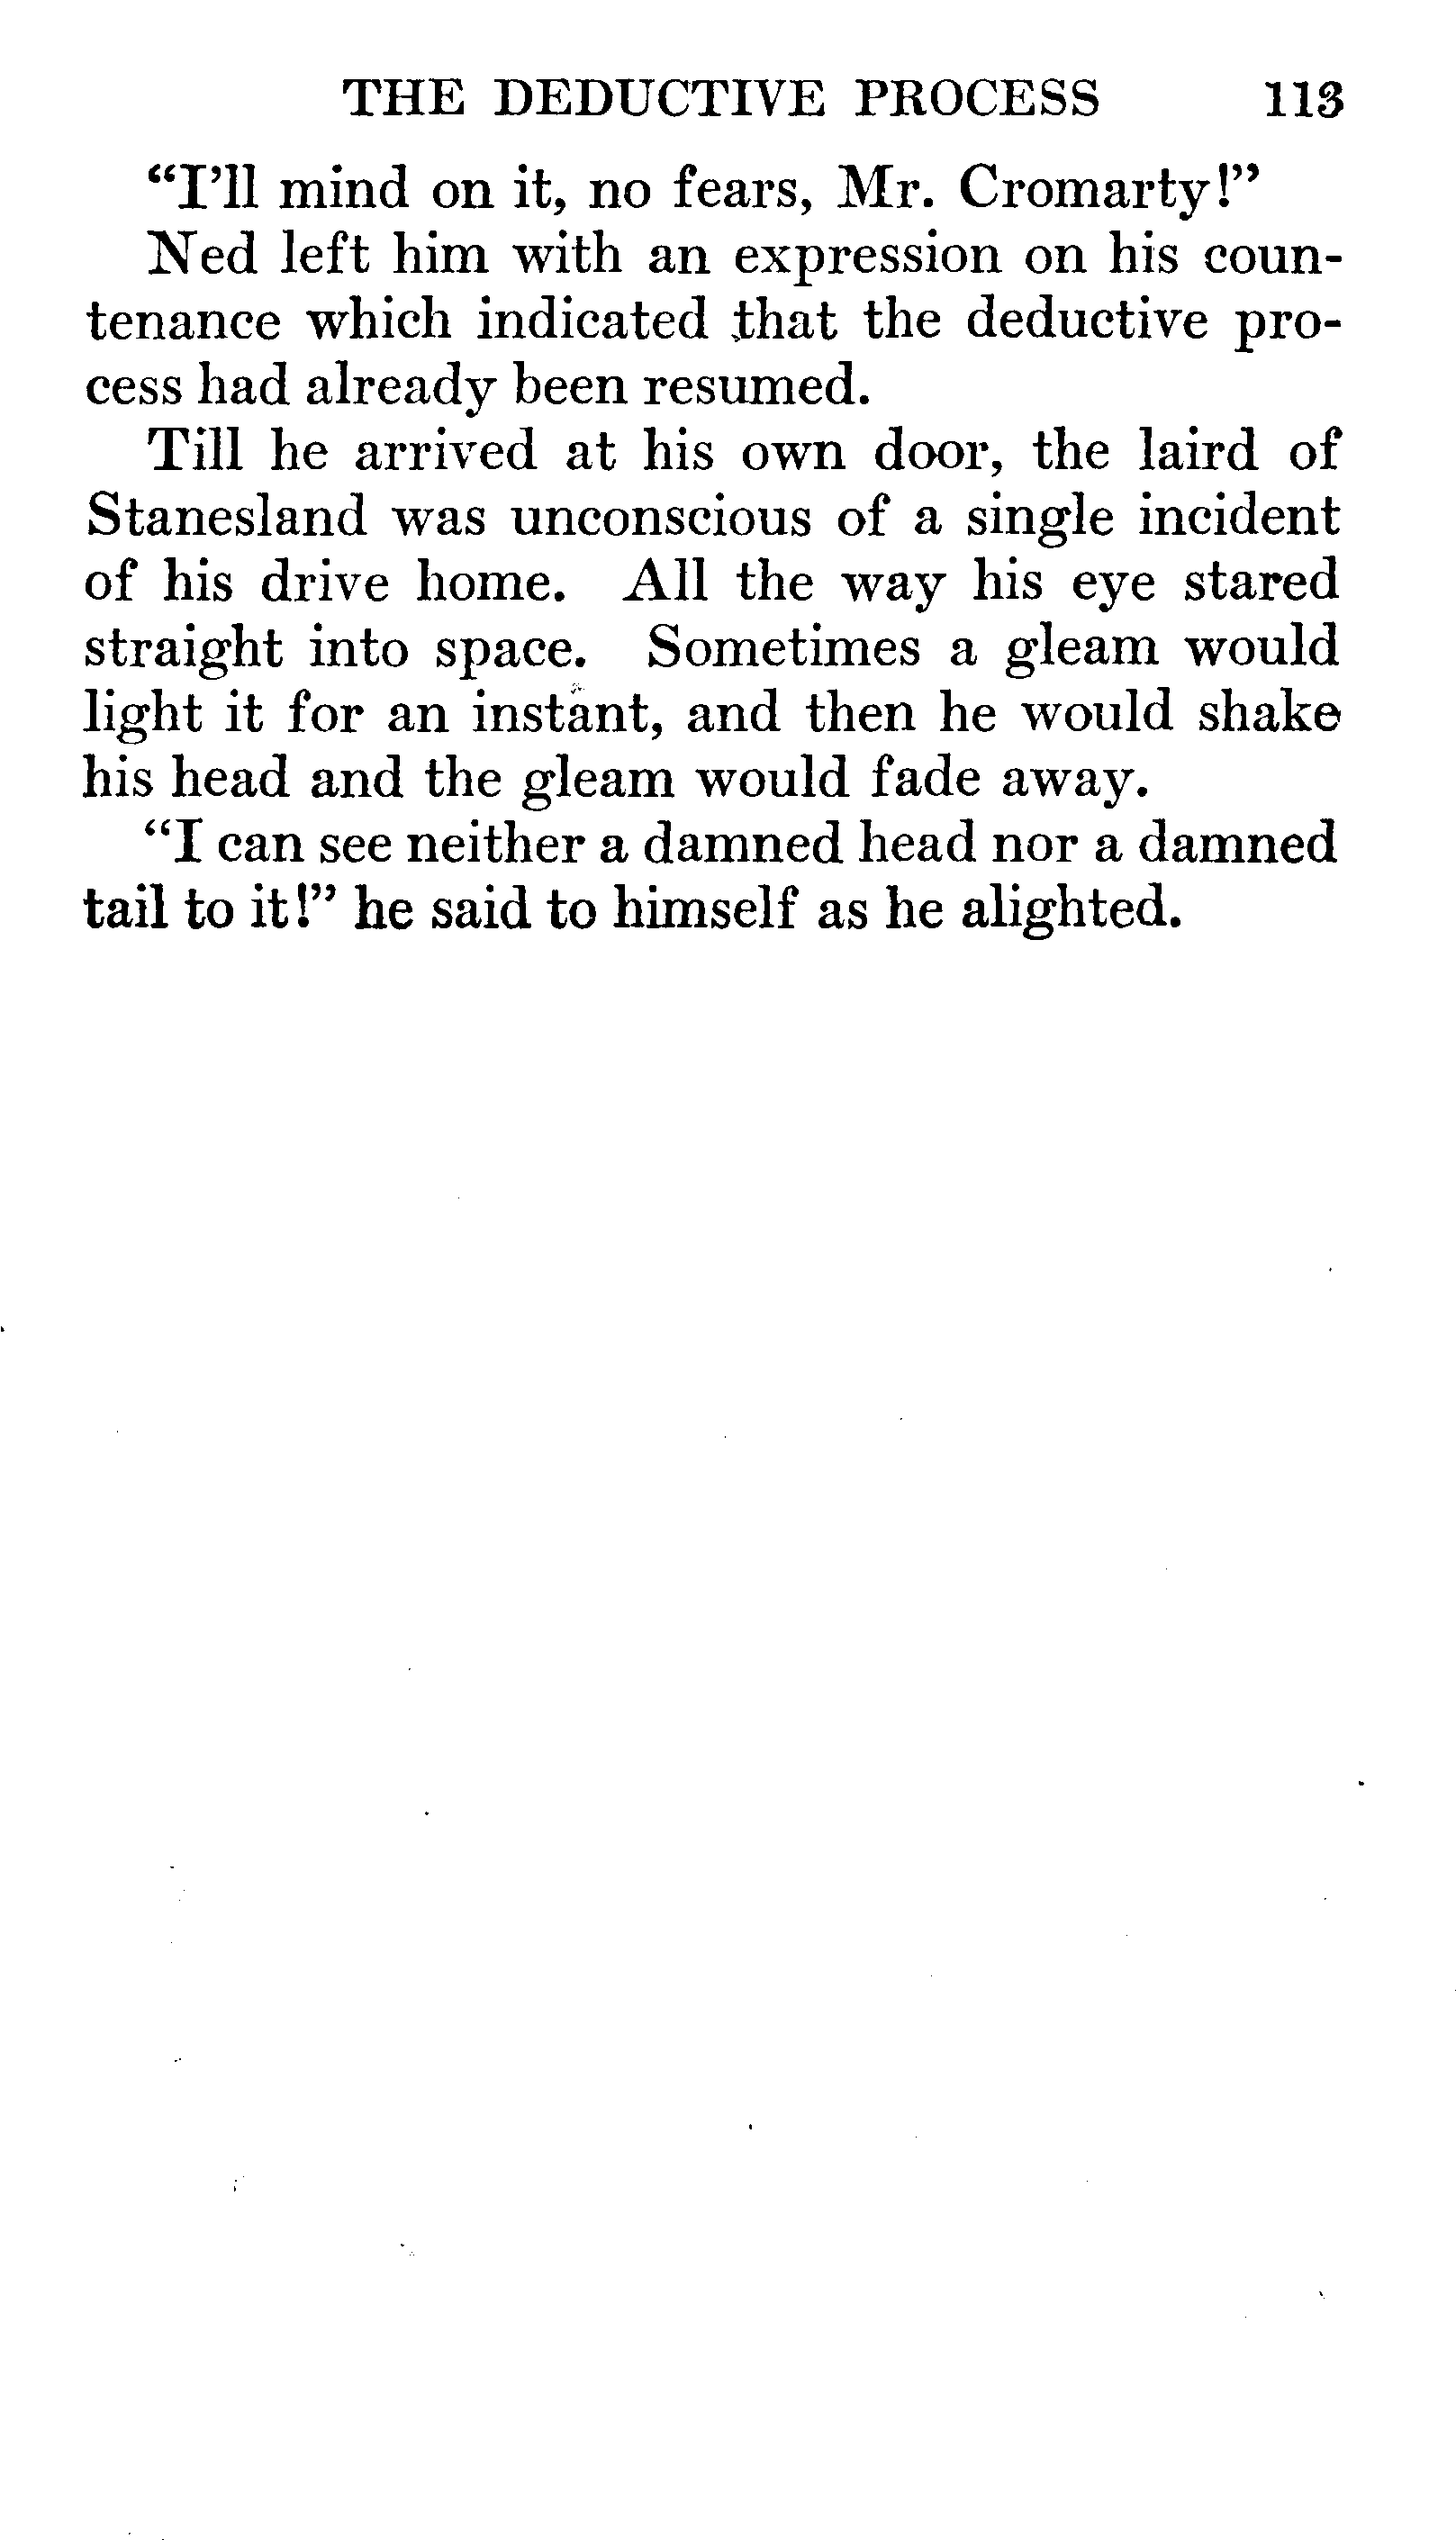 THE DEDUCTIVE PROCESS 113
“I’ll mind on it, no fears, Mr. Cromarty!”
Ned left him with an expression on his coun-
tenance which indicated that the deductive pro-
cess had already been resumed.
Till he arrived at his own door, the laird of
Stanesland was unconscious of a single incident
of his drive home. All the way his eye stared
straight into space. Sometimes a gleam would
light it for an instant, and then he would shake
his head and the gleam would fade away.
“I can see neither a damned head nor a damned
tail to it!” he said to himself as he alighted.